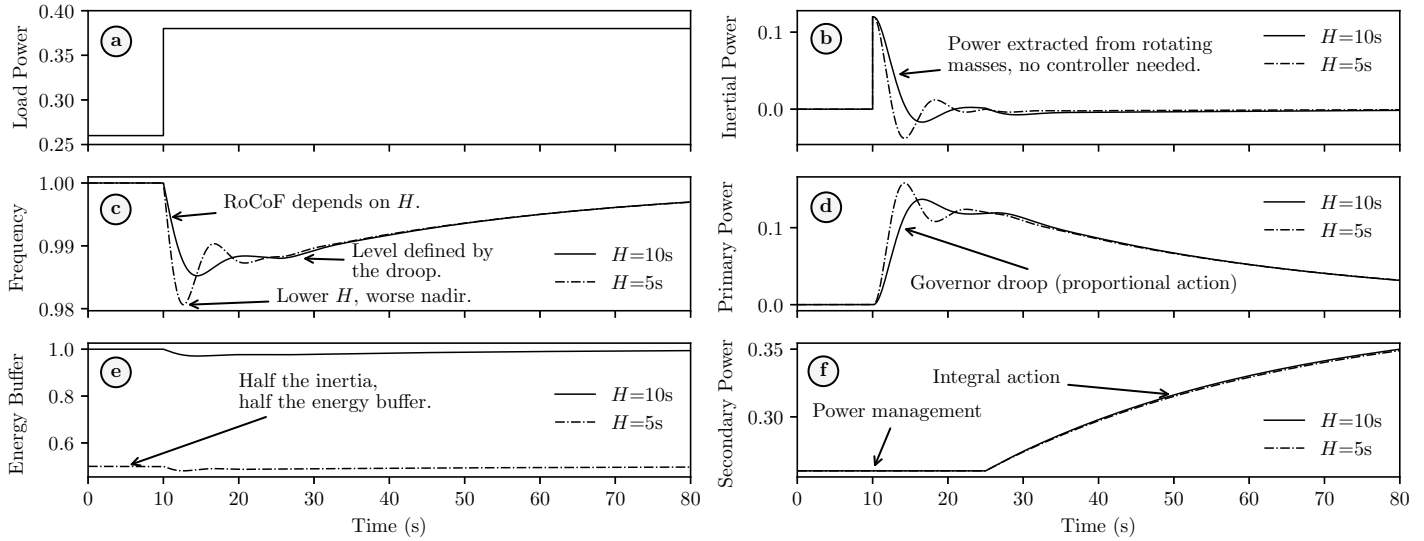 0.40
0.35
0.30
0.25
Load Power
a
0.1
0.0
Inertial Power
b
Power extracted from rotating
masses, no controller needed.
H=10s
H=5s
1.00
0.99
0.98
Frequency
c
RoCoF depends on H.
Level defined by
the droop.
Lower H, worse nadir.
H=10s
H=5s
0.1
0.0
Primary Power
d
Governor droop (proportional action)
H=10s
H=5s
1.0
0.8
0.6
Energy Buffer
e
Half the inertia,
half the energy buffer.
H=10s
H=5s
0 10 20 30 40 50 60 70 80
Time (s)
0.35
0.30
Secondary Power
f
Integral action
Power management
H=10s
H=5s
0 10 20 30 40 50 60 70 80
Time (s)